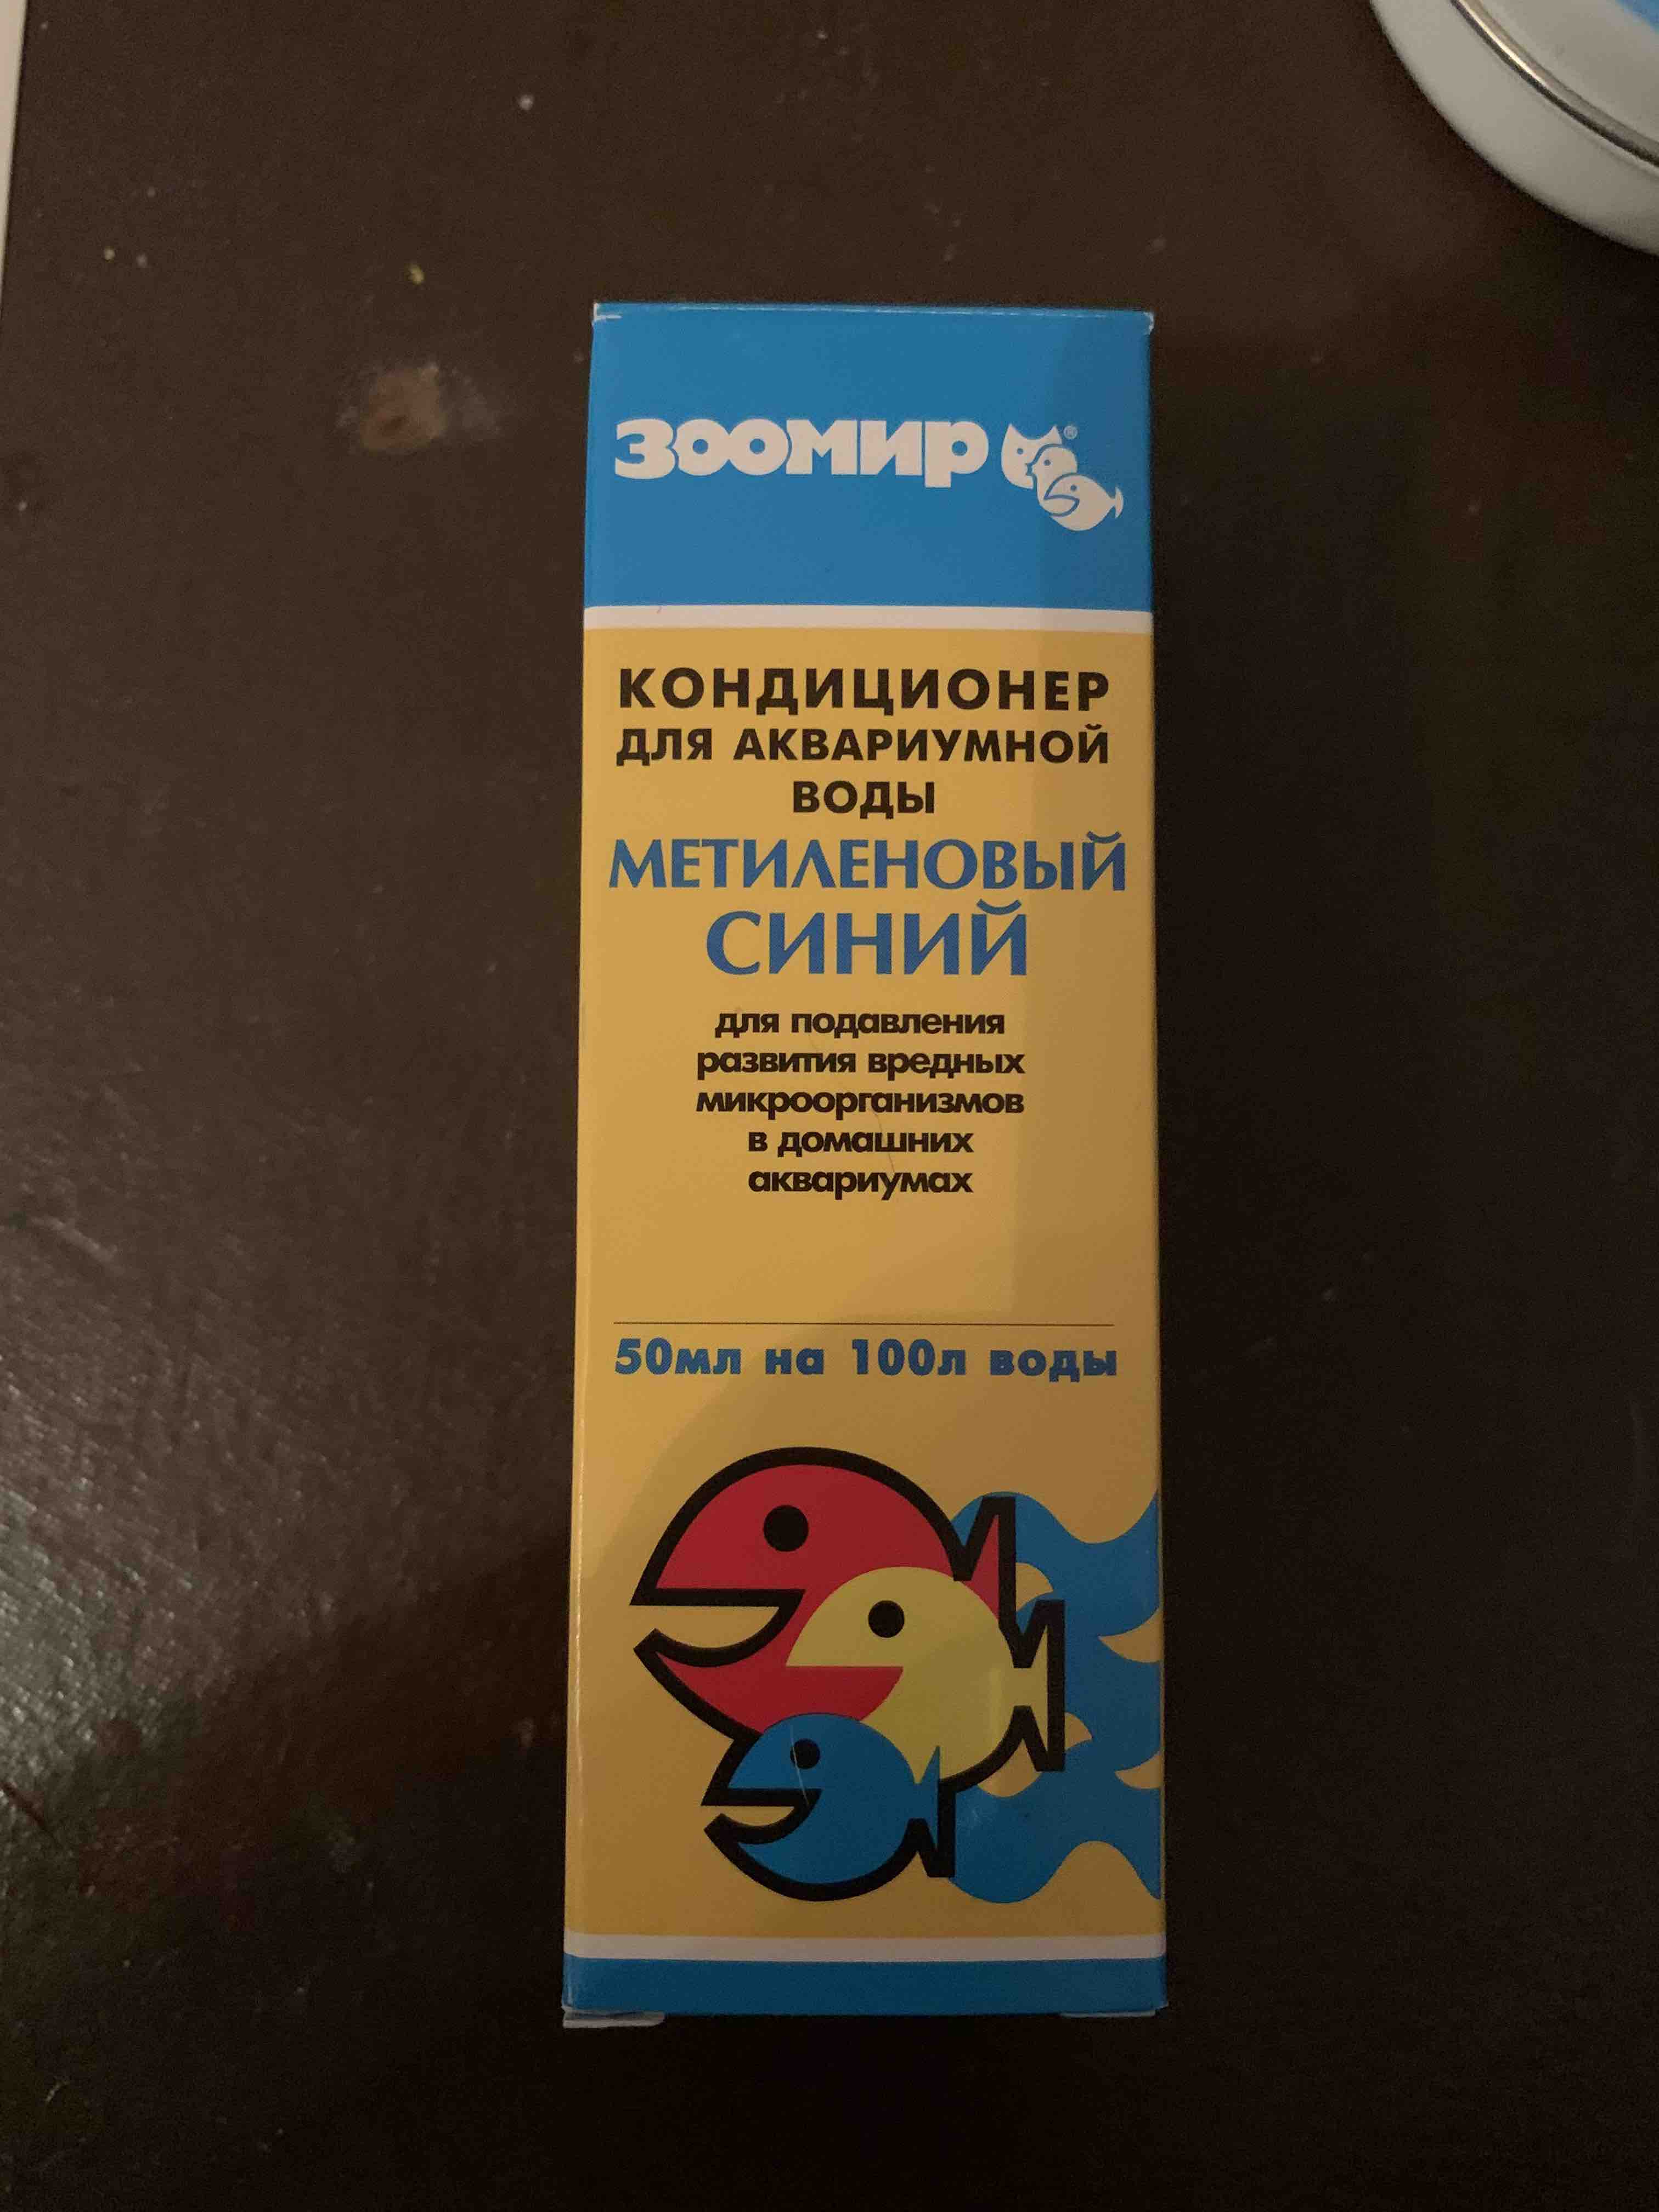 ЗООМИР ®
КОНДИЦИОНЕР
ДЛЯ АКВАРИУМНОЙ
ВОДЫ
МЕТИЛЕНОВЫЙ
СИНИЙ
для подавления
развития вредных
микроорганизмов
в домашних
аквариумах
50мл на 100л воды